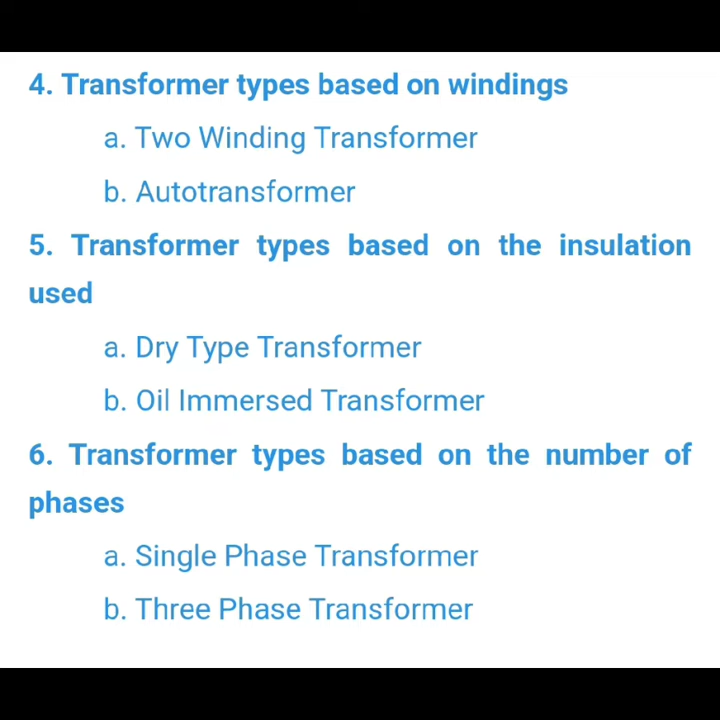 4. Transformer types based on windings
a. Two Winding Transformer
b. Autotransformer
5. Transformer types based on the insulation
used
a. Dry Type Transformer
b. Oil Immersed Transformer
6. Transformer types based on the number of
phases
a. Single Phase Transformer
b. Three Phase Transformer